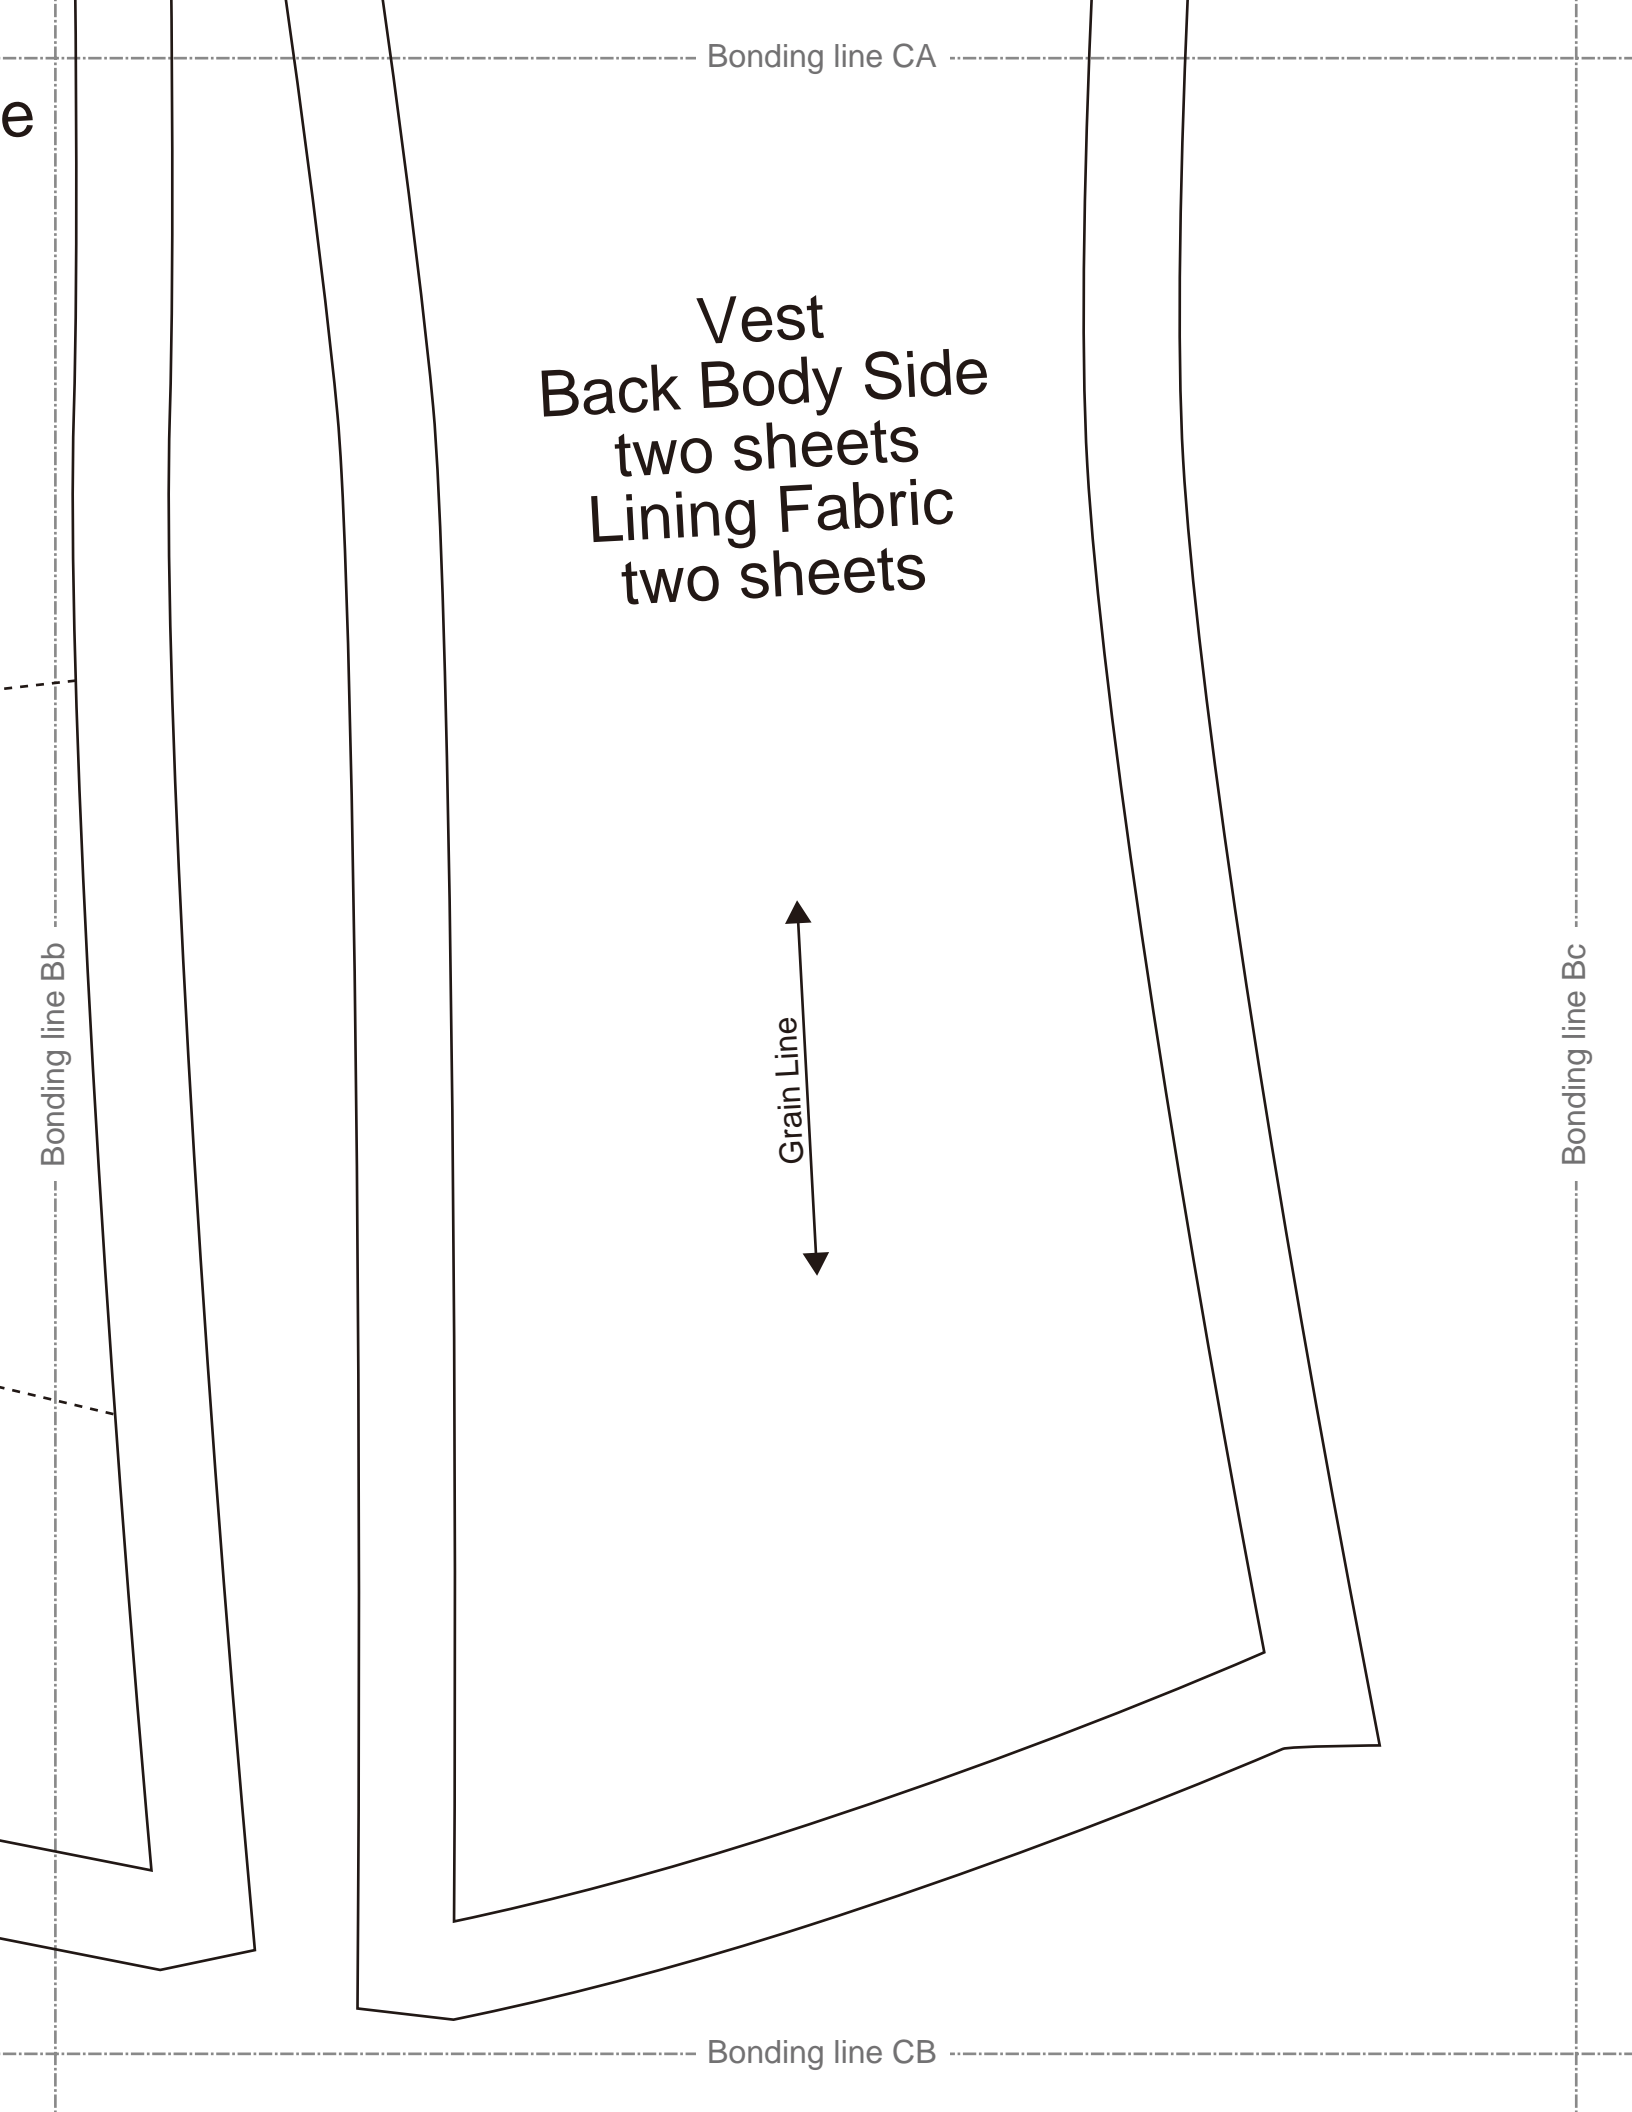 Bonding line CA
e
Vest
Back Body Side
two sheets
Lining Fabric
two sheets
Bonding line Bb
Grain Line
Bonding line Bc
Bonding line CB